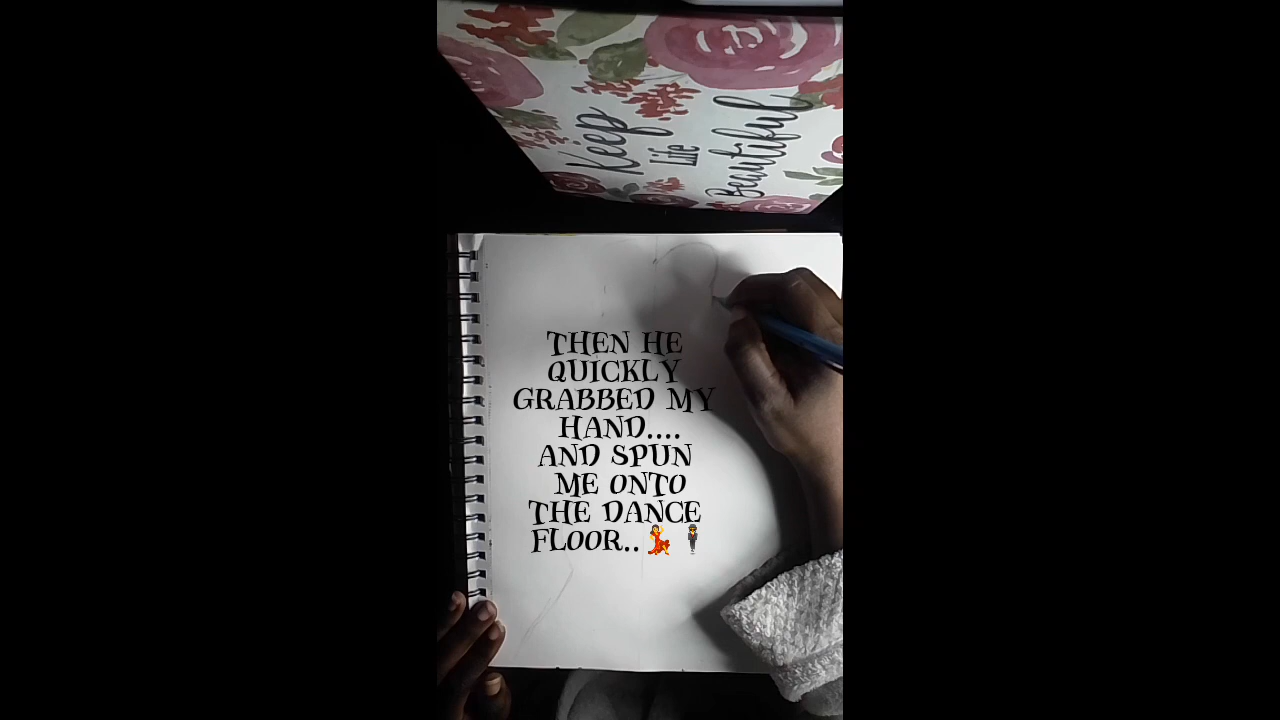 Keep
Life
Beautiful
THEN HE
QUICKLY
GRABBED MY
HAND....
AND SPUN
ME ONTO
THE DANCE
FLOOR..💃🕴